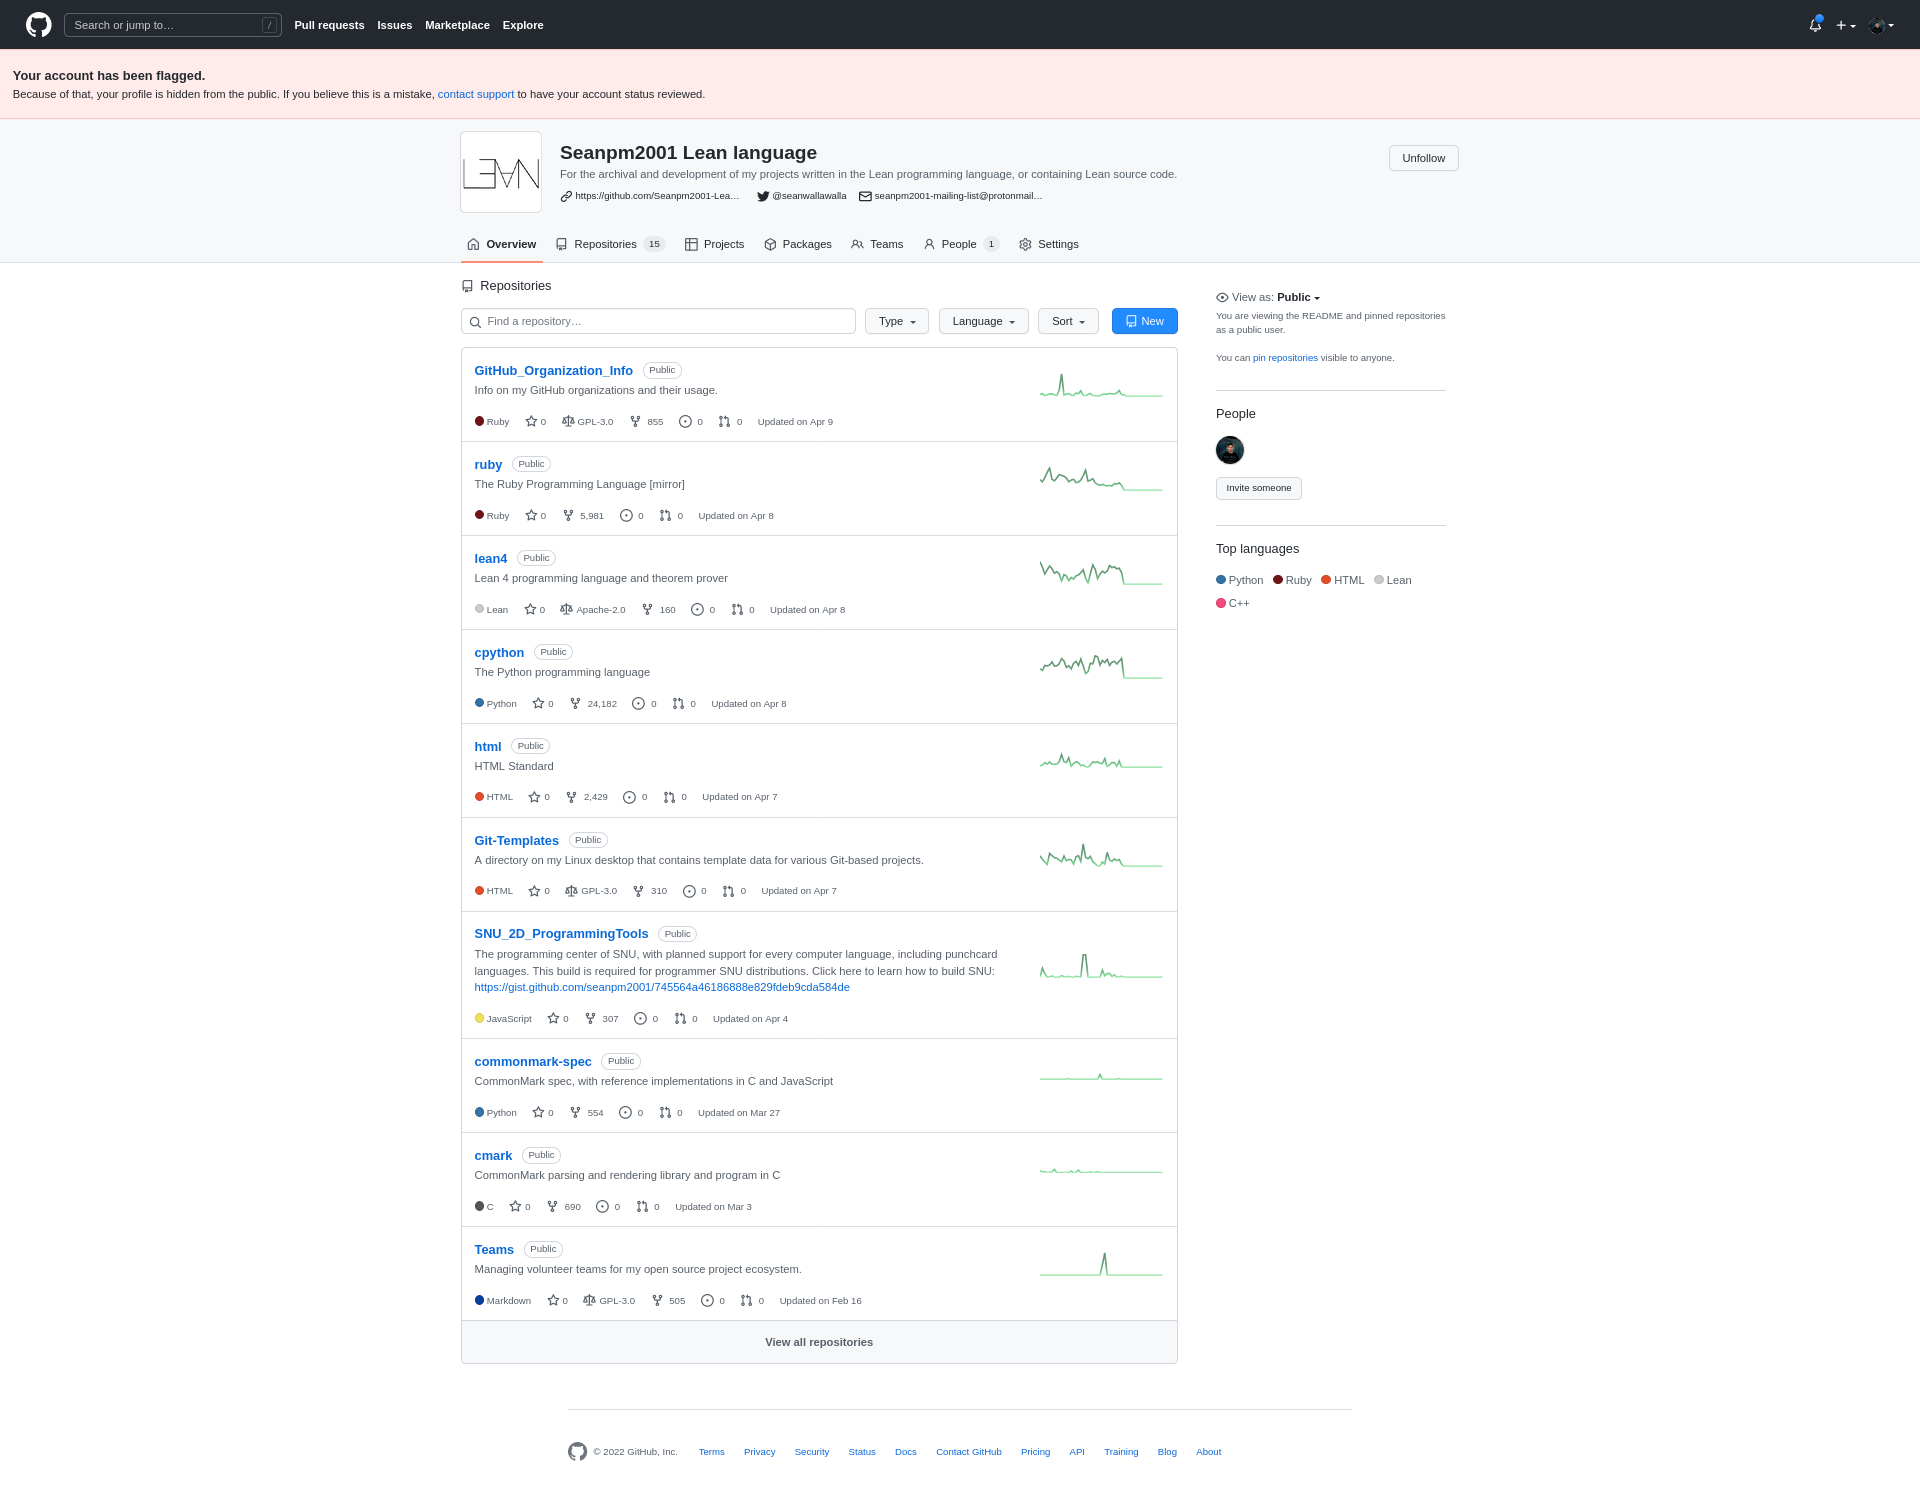 Search or jump to… /
Pull requests Issues Marketplace Explore
Your account has been flagged.
Because of that, your profile is hidden from the public. If you believe this is a mistake, contact support to have your account status reviewed.
LEAN
Seanpm2001 Lean language
For the archival and development of my projects written in the Lean programming language, or containing Lean source code.
https://github.com/Seanpm2001-Lea… @seanwallawalla seanpm2001-mailing-list@protonmail…
Unfollow
Overview Repositories 15 Projects Packages Teams People 1 Settings
Repositories
Find a repository… Type Language Sort New
GitHub_Organization_Info Public
Info on my GitHub organizations and their usage.
Ruby 0 GPL-3.0 855 0 0 Updated on Apr 9
ruby Public
The Ruby Programming Language [mirror]
Ruby 0 5,981 0 0 Updated on Apr 8
lean4 Public
Lean 4 programming language and theorem prover
Lean 0 Apache-2.0 160 0 0 Updated on Apr 8
cpython Public
The Python programming language
Python 0 24,182 0 0 Updated on Apr 8
html Public
HTML Standard
HTML 0 2,429 0 0 Updated on Apr 7
Git-Templates Public
A directory on my Linux desktop that contains template data for various Git-based projects.
HTML 0 GPL-3.0 310 0 0 Updated on Apr 7
SNU_2D_ProgrammingTools Public
The programming center of SNU, with planned support for every computer language, including punchcard
languages. This build is required for programmer SNU distributions. Click here to learn how to build SNU:
https://gist.github.com/seanpm2001/745564a46186888e829fdeb9cda584de
JavaScript 0 307 0 0 Updated on Apr 4
commonmark-spec Public
CommonMark spec, with reference implementations in C and JavaScript
Python 0 554 0 0 Updated on Mar 27
cmark Public
CommonMark parsing and rendering library and program in C
C 0 690 0 0 Updated on Mar 3
Teams Public
Managing volunteer teams for my open source project ecosystem.
Markdown 0 GPL-3.0 505 0 0 Updated on Feb 16
View all repositories
View as: Public
You are viewing the README and pinned repositories
as a public user.
You can pin repositories visible to anyone.
People
Invite someone
Top languages
Python Ruby HTML Lean
C++
© 2022 GitHub, Inc. Terms Privacy Security Status Docs Contact GitHub Pricing API Training Blog About